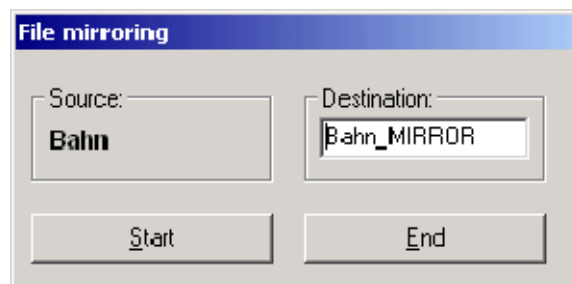 File mirroring
Source:
Bahn
Destination:
Bahn_MIRROR
Start
End